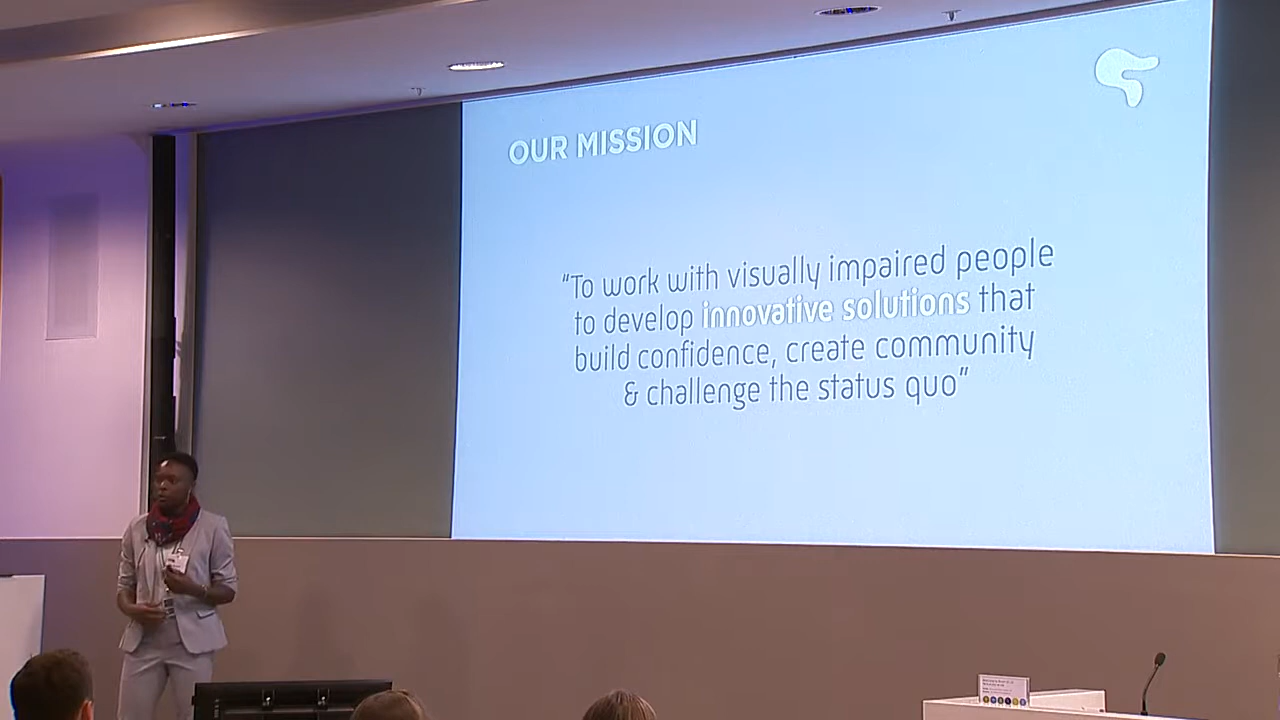 OUR MISSION
“To work with visually impaired people
to develop innovative solutions that
build confidence, create community
& challenge the status quo”